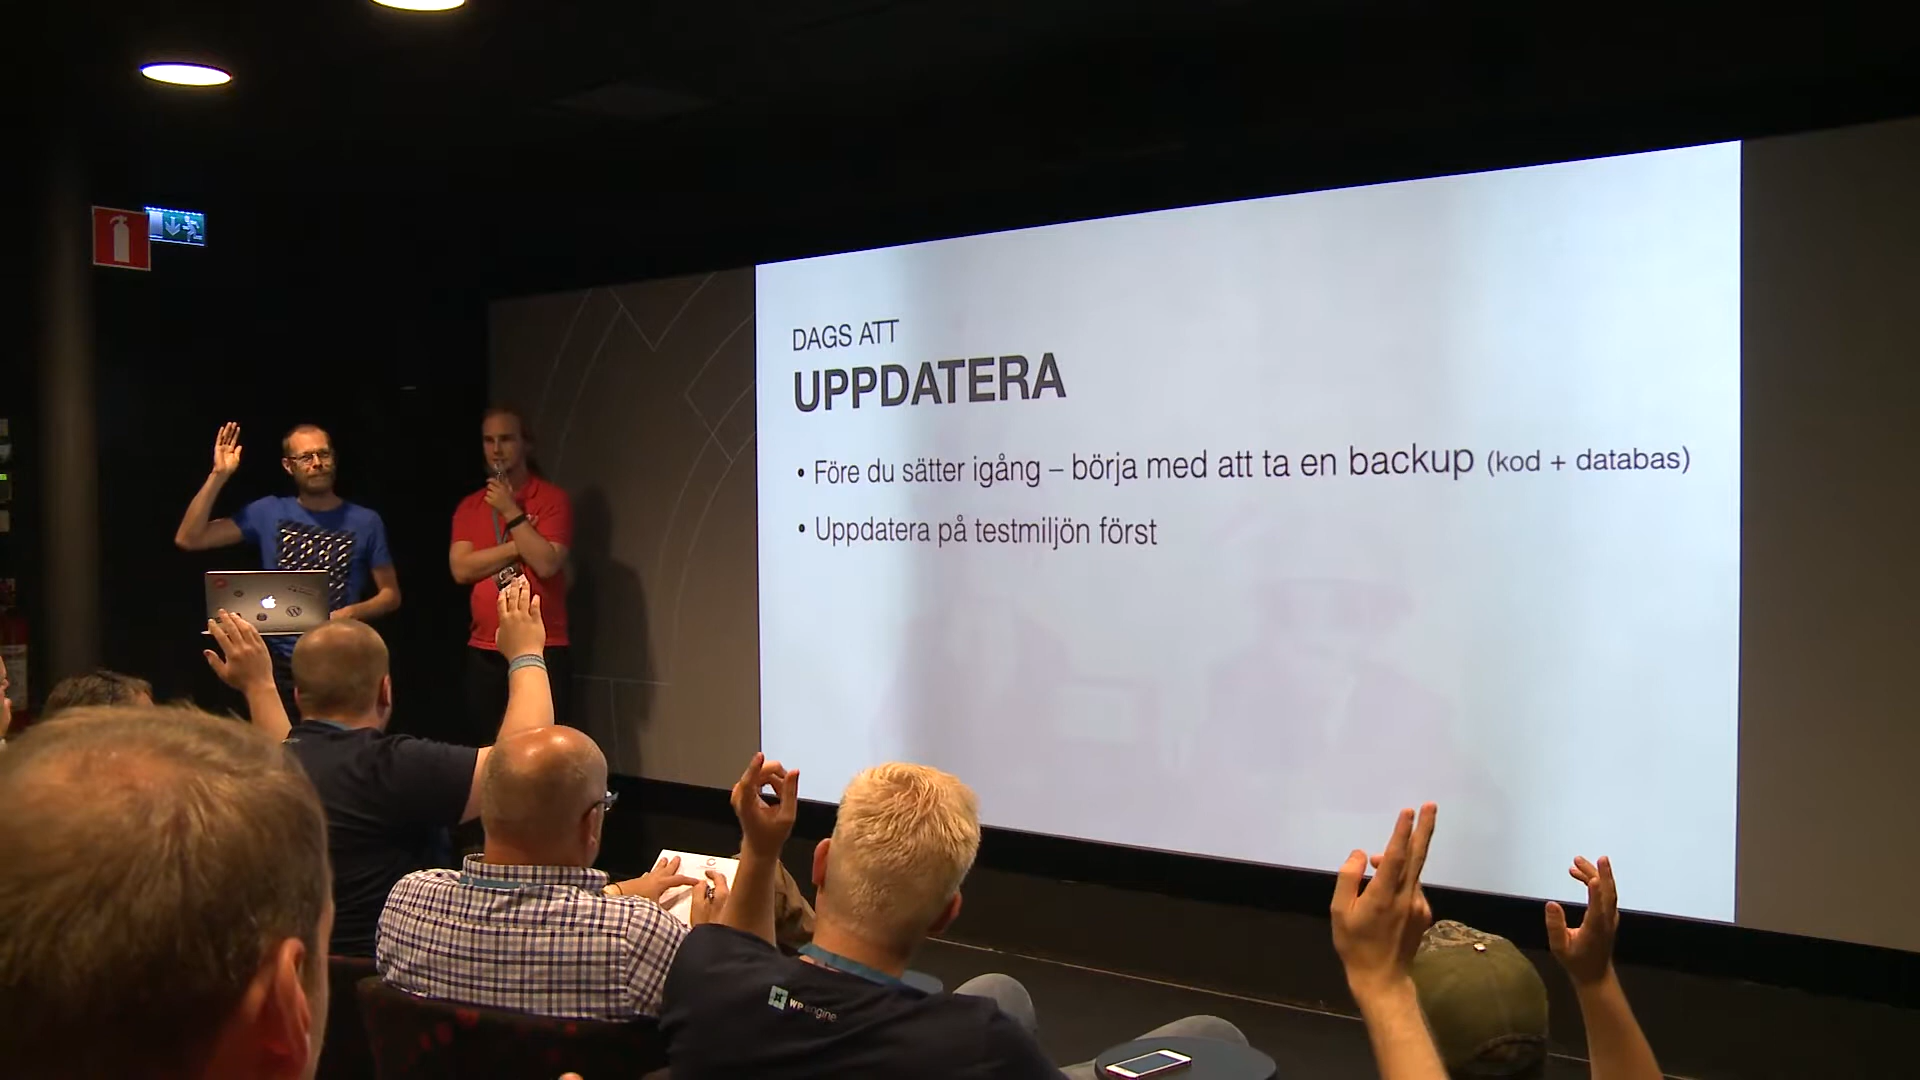 DAGS ATT
UPPDATERA
• Före du sätter igång – börja med att ta en backup (kod + databas)
• Uppdatera på testmiljön först
WP engine